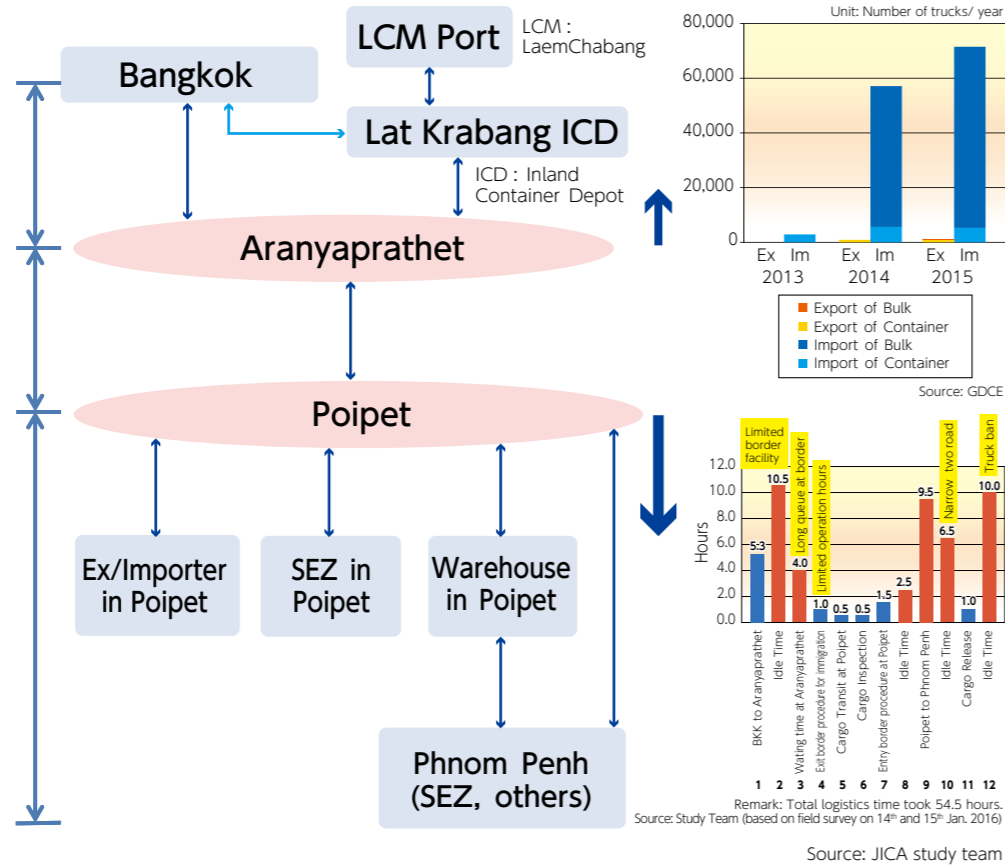 LCM Port
LCM :
LaemChabang
Bangkok
Lat Krabang ICD
ICD : Inland
Container Depot
Aranyaprathet
Poipet
Ex/Importer
in Poipet
SEZ in
Poipet
Warehouse
in Poipet
Phnom Penh
(SEZ, others)
Unit: Number of trucks/ year
80,000
60,000
40,000
20,000
0
Ex Im Ex Im Ex Im
2013 2014 2015
Export of Bulk
Export of Container
Import of Bulk
Import of Container
Source: GDCE
Limited
border
facility
Long queue at border
Limited operation hours
Narrow two road
Truck ban
Hours
12.0
10.0
8.0
6.0
4.0
2.0
0.0
5:3
10.5
4.0
1.0
0.5
0.5
1.5
2.5
9.5
6.5
1.0
10.0
BKK to Aranyaprathet
Idle Time
Wating time at Aranyaprathet
Exit border procedure for immigration
Cargo Transit at Poipet
Cargo Inspection
Entry border procedure at Poipet
Idle Time
Poipet to Phnom Penh
Idle Time
Cargo Release
Idle Time
1 2 3 4 5 6 7 8 9 10 11 12
Remark: Total logistics time took 54.5 hours.
Source: Study Team (based on field survey on 14th and 15th Jan. 2016)
Source: JICA study team